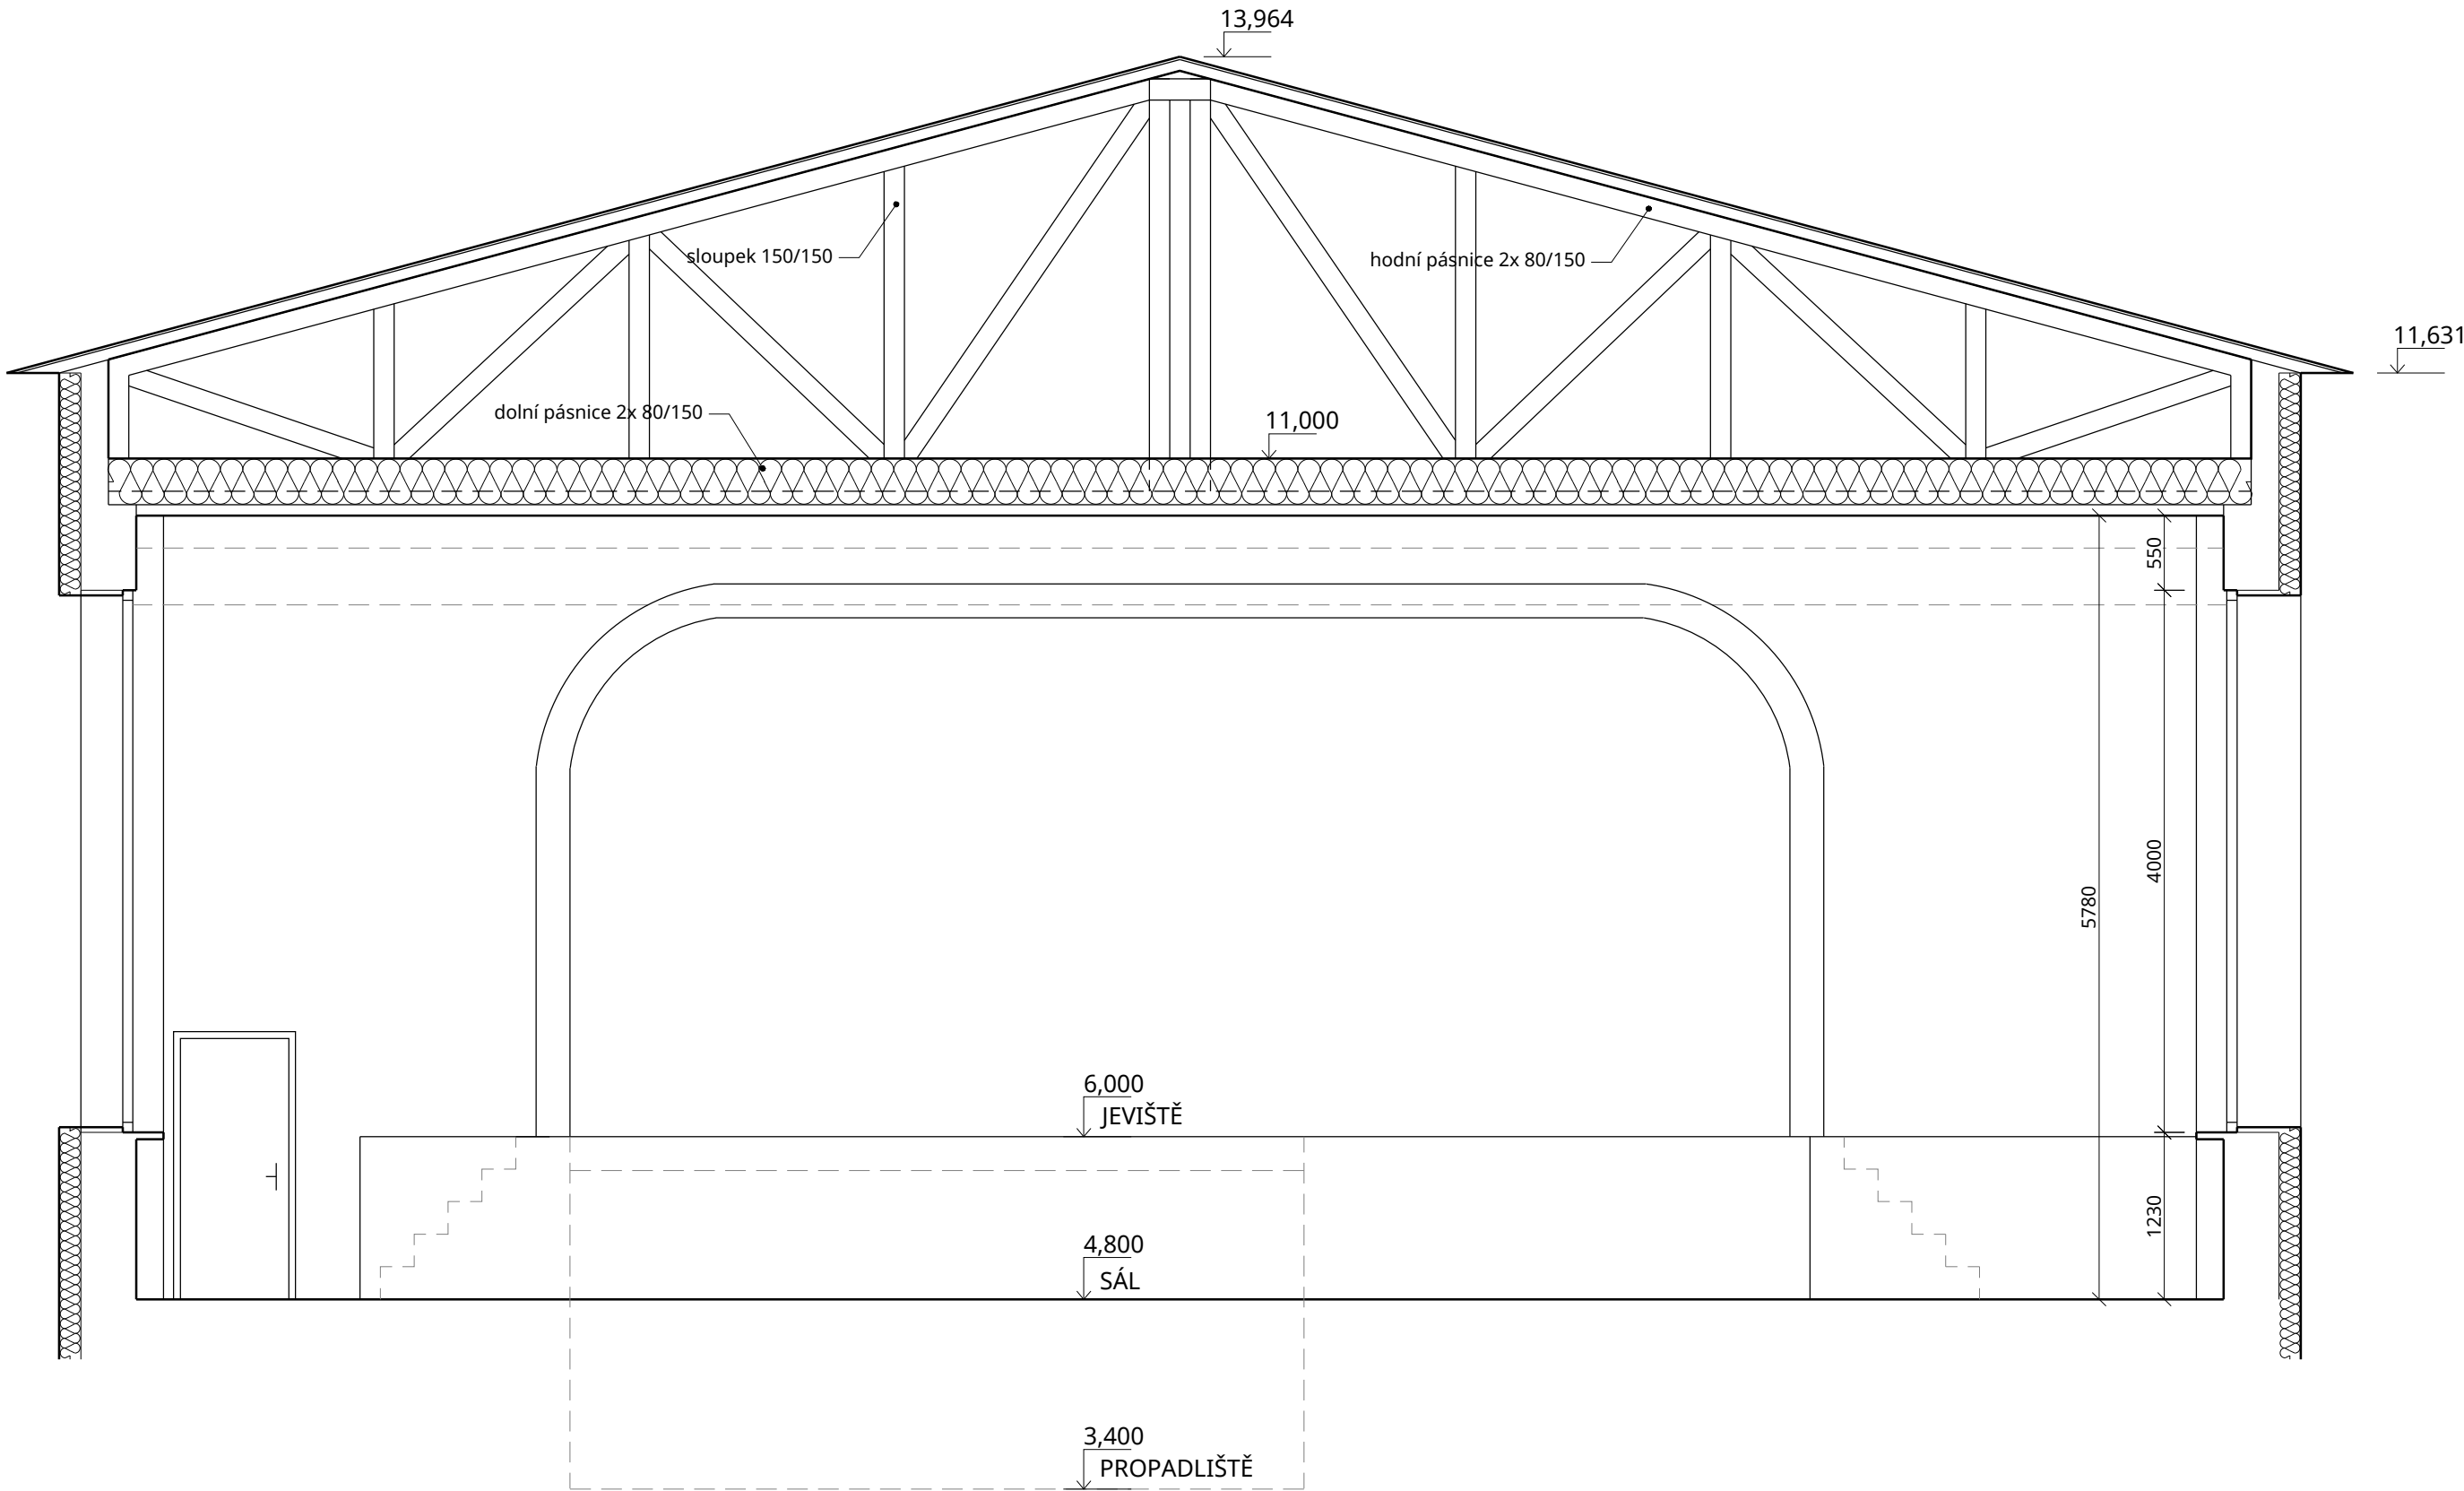 13,964
sloupek 150/150
hodní pásnice 2x 80/150
11,631
dolní pásnice 2x 80/150
11,000
550
4000
5780
6,000
JEVIŠTĚ
1230
4,800
SÁL
3,400
PROPADLIŠTĚ